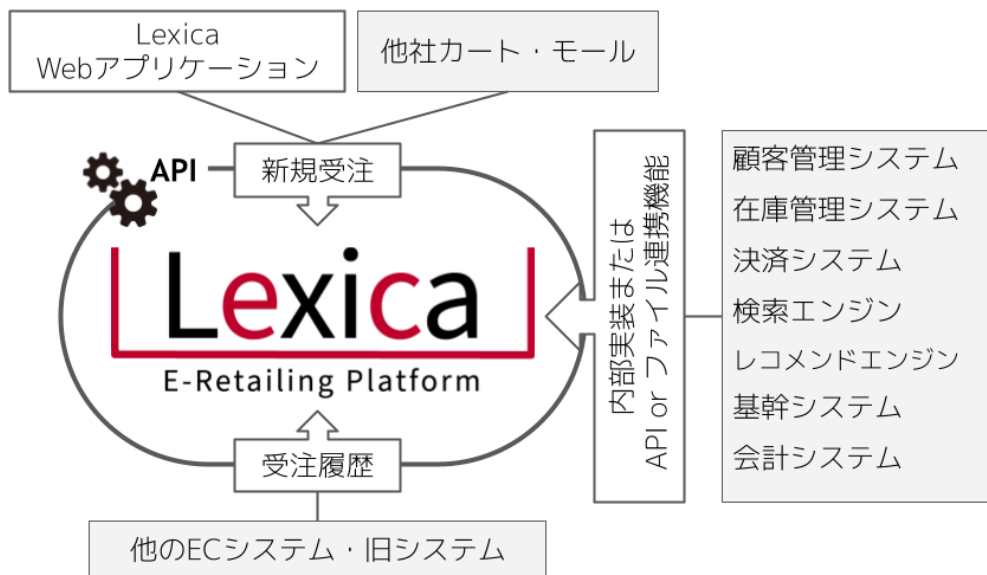 Lexica
Webアプリケーション
他社カート・モール
API
新規受注
Lexica
E-Retailing Platform
受注履歴
他のECシステム・旧システム
内部実装または
API or ファイル連携機能
顧客管理システム
在庫管理システム
決済システム
検索エンジン
レコメンドエンジン
基幹システム
会計システム